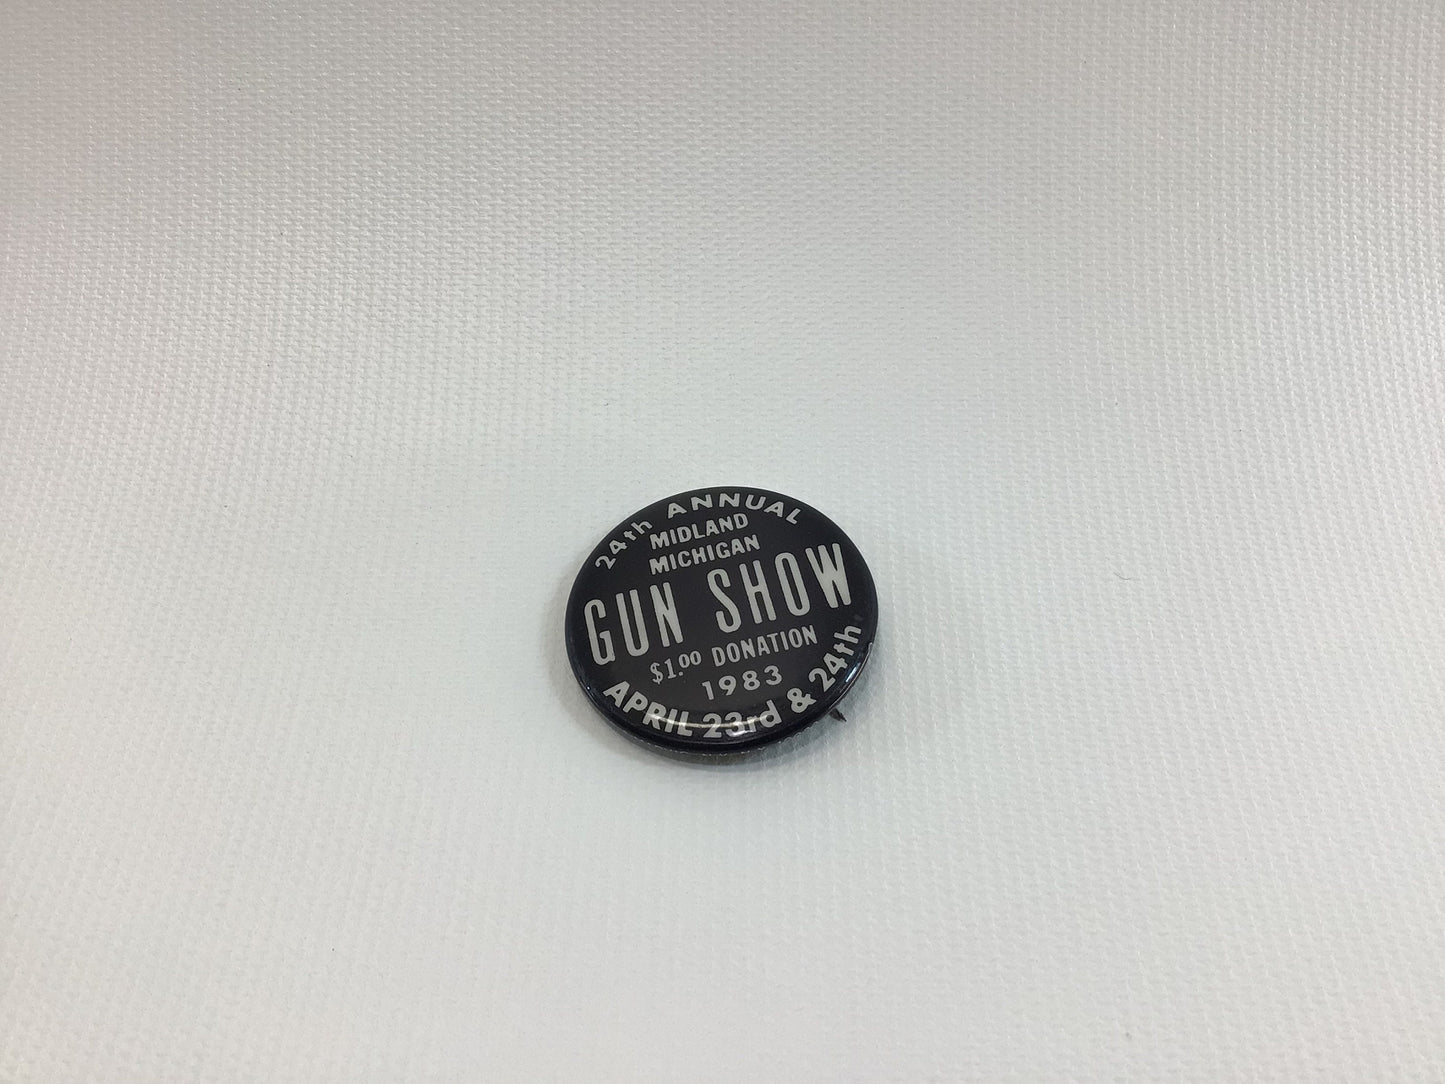 24th ANNUAL
MIDLAND
MICHIGAN
GUN SHOW
$1.00 DONATION
1983
APRIL 23rd & 24th